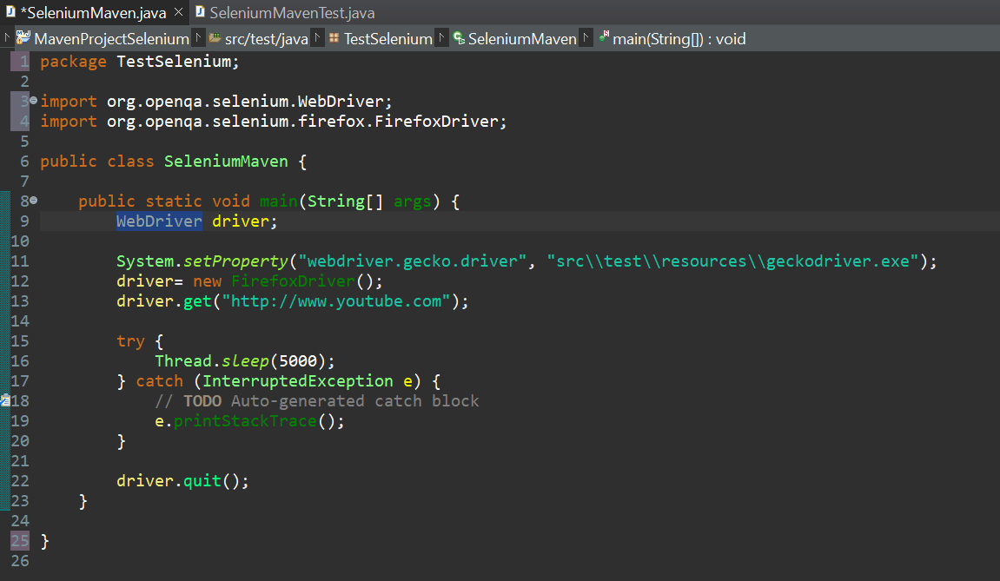 *SeleniumMaven.java × SeleniumMavenTest.java
MavenProjectSelenium src/test/java TestSelenium SeleniumMaven main(String[]) : void
1 package TestSelenium;
2
3 import org.openqa.selenium.WebDriver;
4 import org.openqa.selenium.firefox.FirefoxDriver;
5
6 public class SeleniumMaven {
7
8     public static void main(String[] args) {
9         WebDriver driver;
10
11         System.setProperty("webdriver.gecko.driver", "src\\test\\resources\\geckodriver.exe");
12         driver= new FirefoxDriver();
13         driver.get("http://www.youtube.com");
14
15         try {
16             Thread.sleep(5000);
17         } catch (InterruptedException e) {
18             // TODO Auto-generated catch block
19             e.printStackTrace();
20         }
21
22         driver.quit();
23     }
24
25 }
26